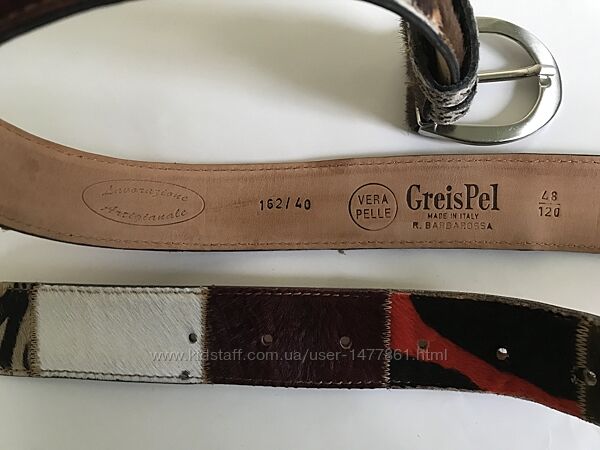 Lavorazione
Artigianale
162/40
VERA
PELLE
GreisPel
MADE IN ITALY
R. BARBAROSSA
48
120
www.kidstaff.com.ua/user-1477861.html